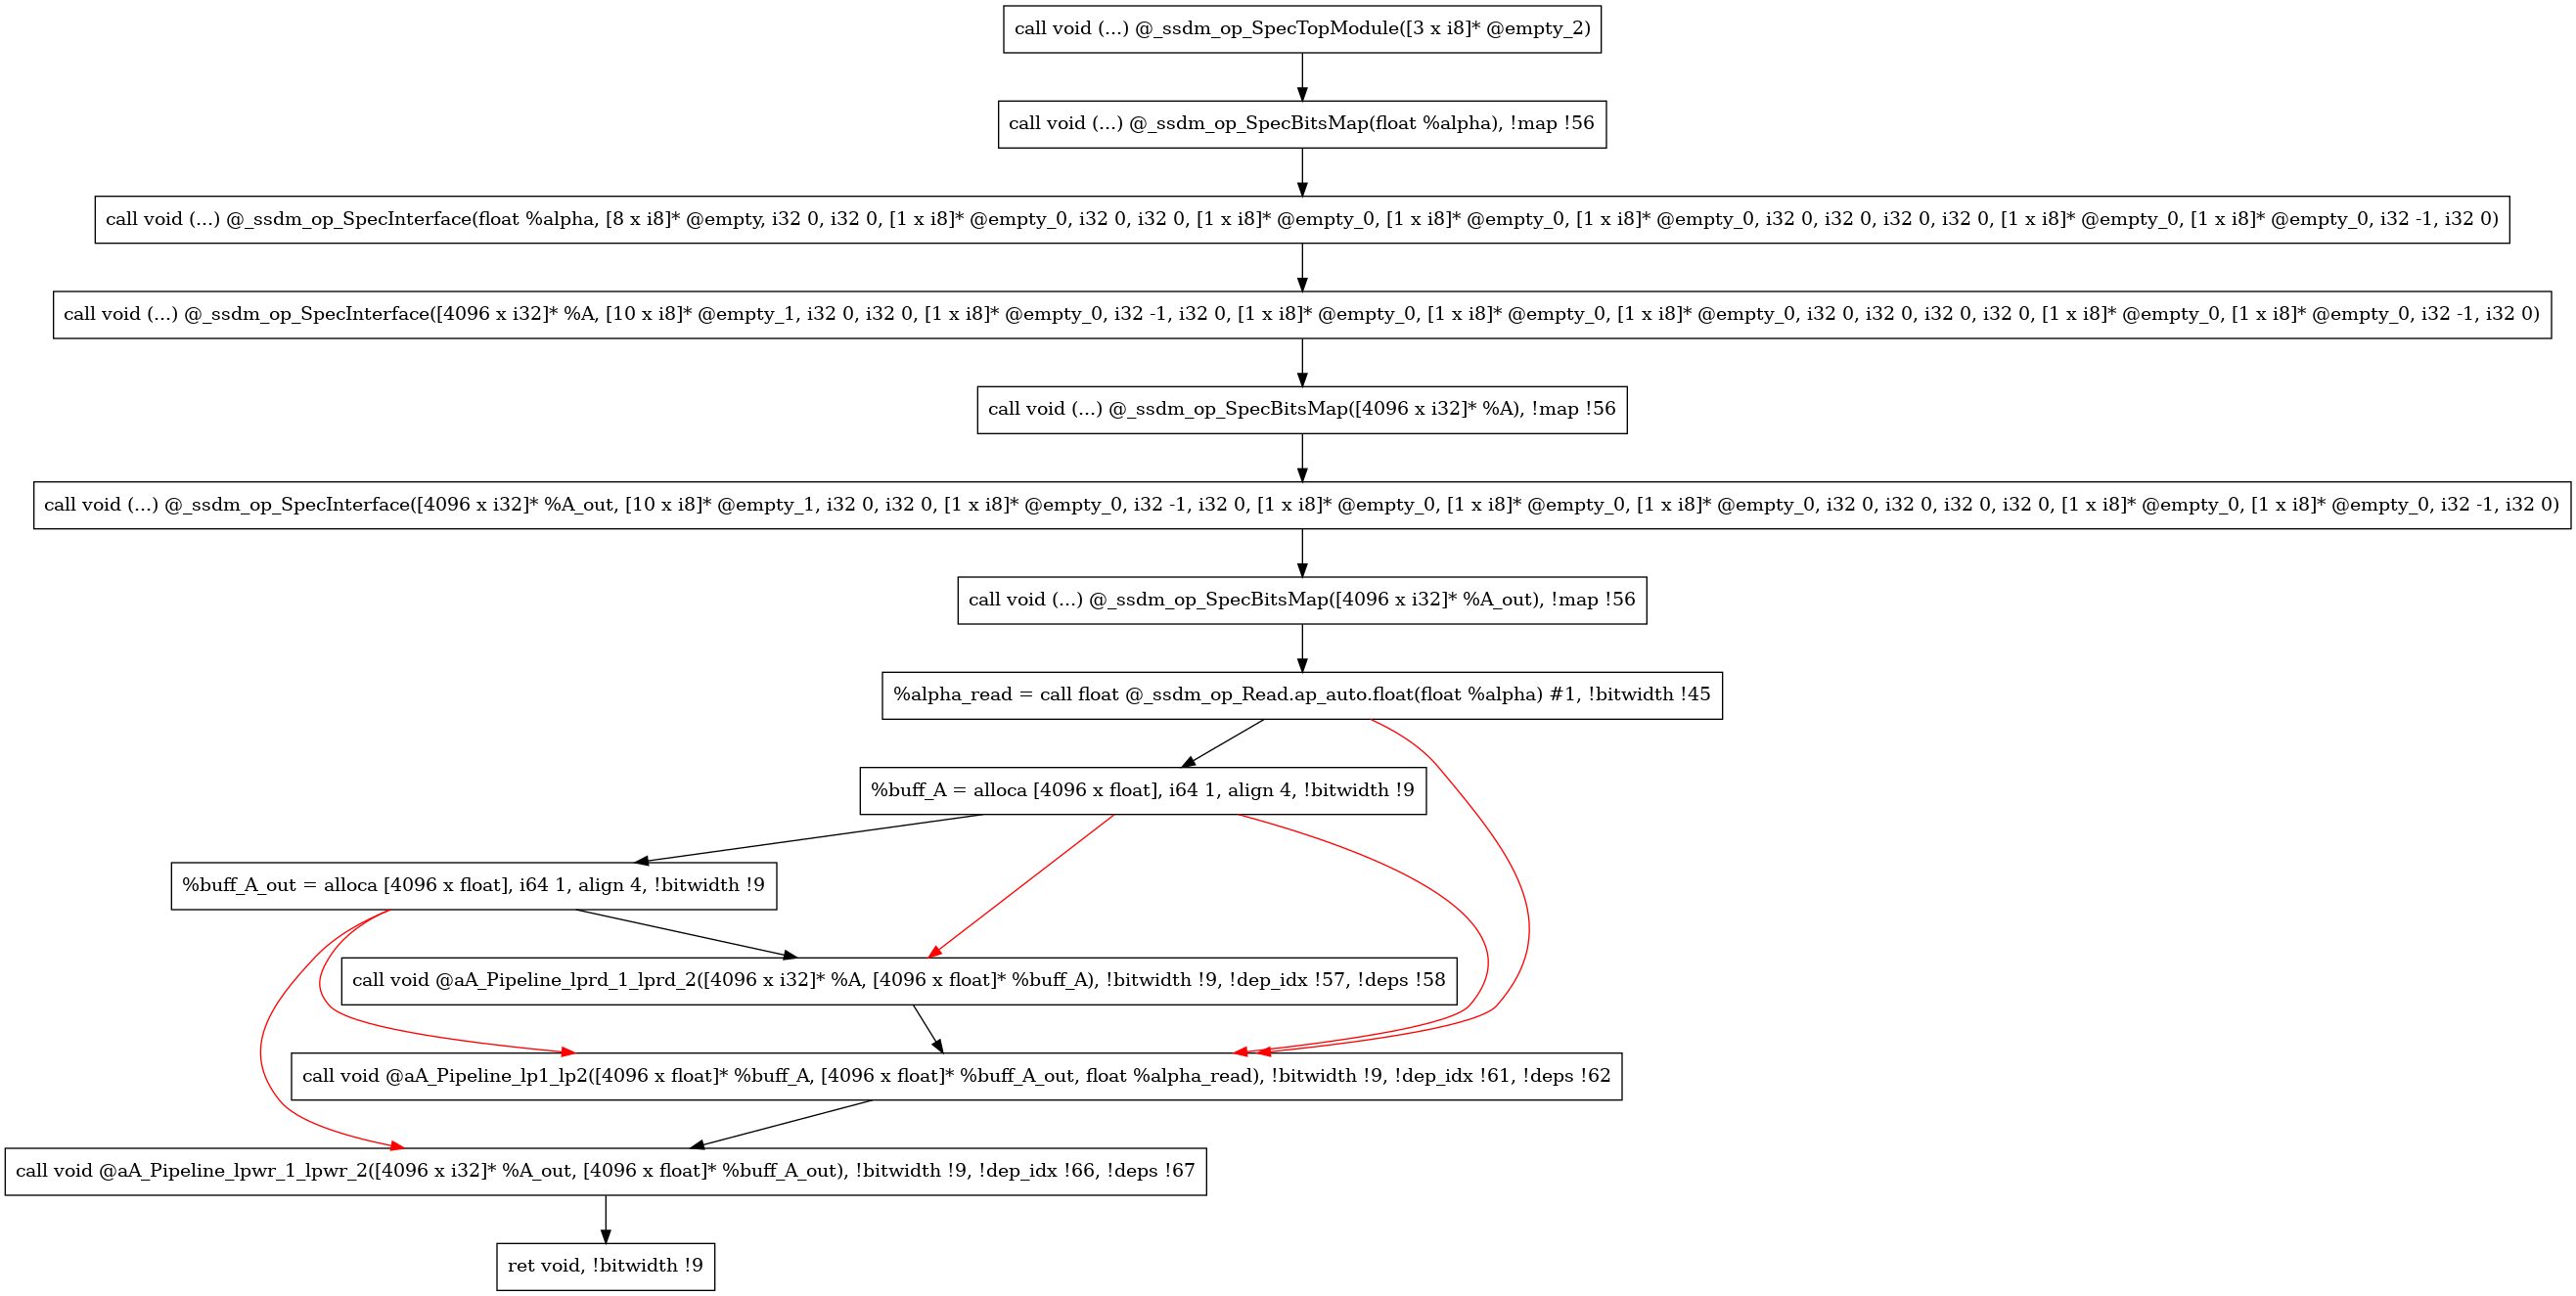 call void (...) @_ssdm_op_SpecTopModule([3 x i8]* @empty_2)
call void (...) @_ssdm_op_SpecBitsMap(float %alpha), !map !56
call void (...) @_ssdm_op_SpecInterface(float %alpha, [8 x i8]* @empty, i32 0, i32 0, [1 x i8]* @empty_0, i32 0, i32 0, [1 x i8]* @empty_0, [1 x i8]* @empty_0, [1 x i8]* @empty_0, i32 0, i32 0, i32 0, i32 0, [1 x i8]* @empty_0, [1 x i8]* @empty_0, i32 -1, i32 0)
call void (...) @_ssdm_op_SpecInterface([4096 x i32]* %A, [10 x i8]* @empty_1, i32 0, i32 0, [1 x i8]* @empty_0, i32 -1, i32 0, [1 x i8]* @empty_0, [1 x i8]* @empty_0, [1 x i8]* @empty_0, i32 0, i32 0, i32 0, i32 0, [1 x i8]* @empty_0, [1 x i8]* @empty_0, i32 -1, i32 0)
call void (...) @_ssdm_op_SpecBitsMap([4096 x i32]* %A), !map !56
call void (...) @_ssdm_op_SpecInterface([4096 x i32]* %A_out, [10 x i8]* @empty_1, i32 0, i32 0, [1 x i8]* @empty_0, i32 -1, i32 0, [1 x i8]* @empty_0, [1 x i8]* @empty_0, [1 x i8]* @empty_0, i32 0, i32 0, i32 0, i32 0, [1 x i8]* @empty_0, [1 x i8]* @empty_0, i32 -1, i32 0)
call void (...) @_ssdm_op_SpecBitsMap([4096 x i32]* %A_out), !map !56
%alpha_read = call float @_ssdm_op_Read.ap_auto.float(float %alpha) #1, !bitwidth !45
%buff_A = alloca [4096 x float], i64 1, align 4, !bitwidth !9
%buff_A_out = alloca [4096 x float], i64 1, align 4, !bitwidth !9
call void @aA_Pipeline_lprd_1_lprd_2([4096 x i32]* %A, [4096 x float]* %buff_A), !bitwidth !9, !dep_idx !57, !deps !58
call void @aA_Pipeline_lp1_lp2([4096 x float]* %buff_A, [4096 x float]* %buff_A_out, float %alpha_read), !bitwidth !9, !dep_idx !61, !deps !62
call void @aA_Pipeline_lpwr_1_lpwr_2([4096 x i32]* %A_out, [4096 x float]* %buff_A_out), !bitwidth !9, !dep_idx !66, !deps !67
ret void, !bitwidth !9